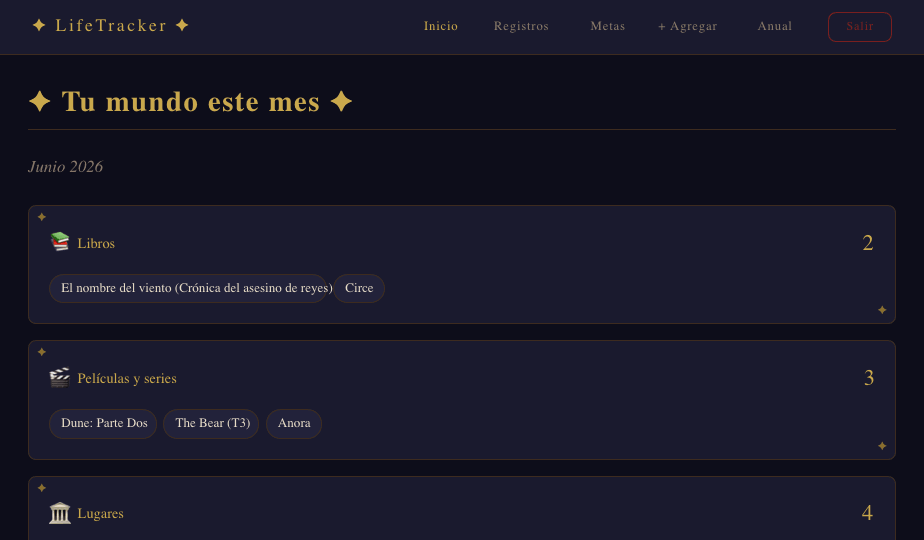 ✦ LifeTracker ✦ Inicio Registros Metas + Agregar Anual Salir
✦ Tu mundo este mes ✦
Junio 2026
Libros 2
El nombre del viento (Crónica del asesino de reyes) Circe
Películas y series 3
Dune: Parte Dos The Bear (T3) Anora
Lugares 4